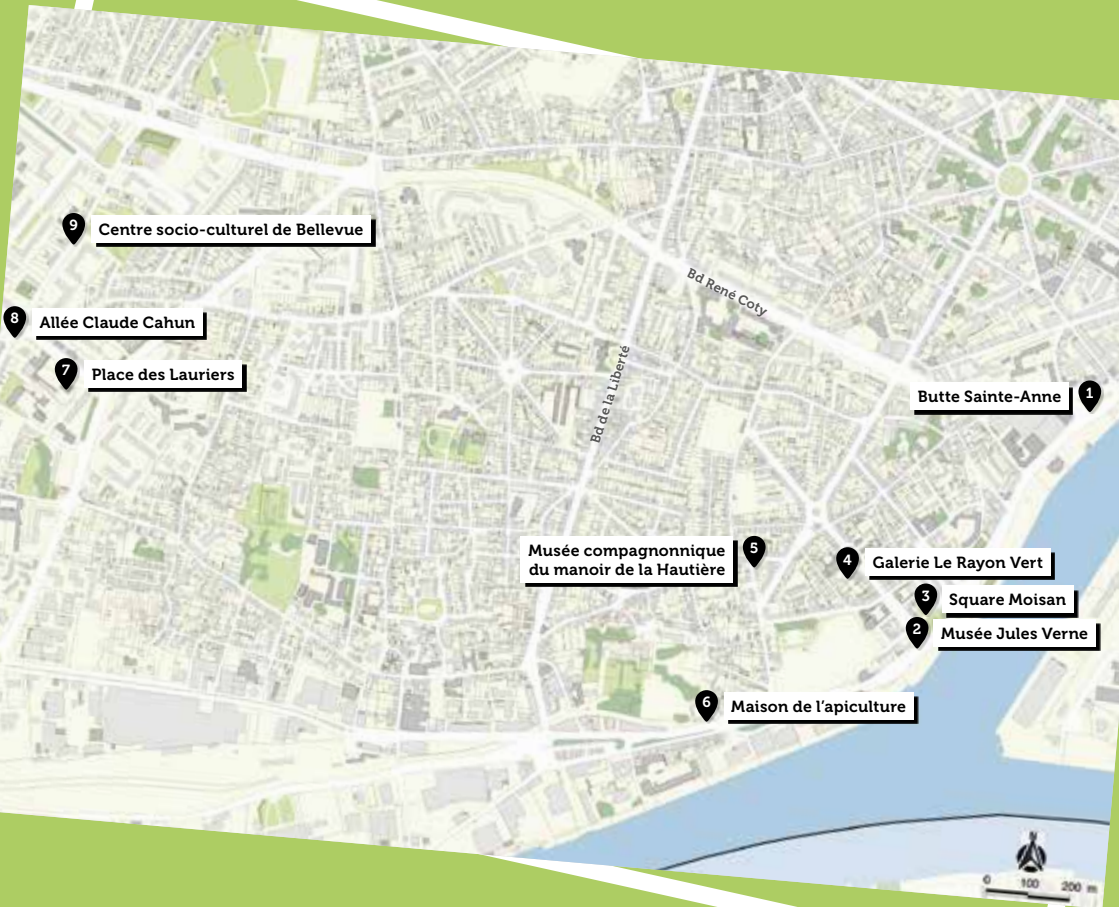 9
Centre socio-culturel de Bellevue
Bd René Coty
8
Allée Claude Cahun
Bd de la Liberté
7
Place des Lauriers
Butte Sainte-Anne
1
Musée compagnonnique
du manoir de la Hautière
5
4
Galerie Le Rayon Vert
3
Square Moisan
2
Musée Jules Verne
6
Maison de l'apiculture
N
0 100 200 m